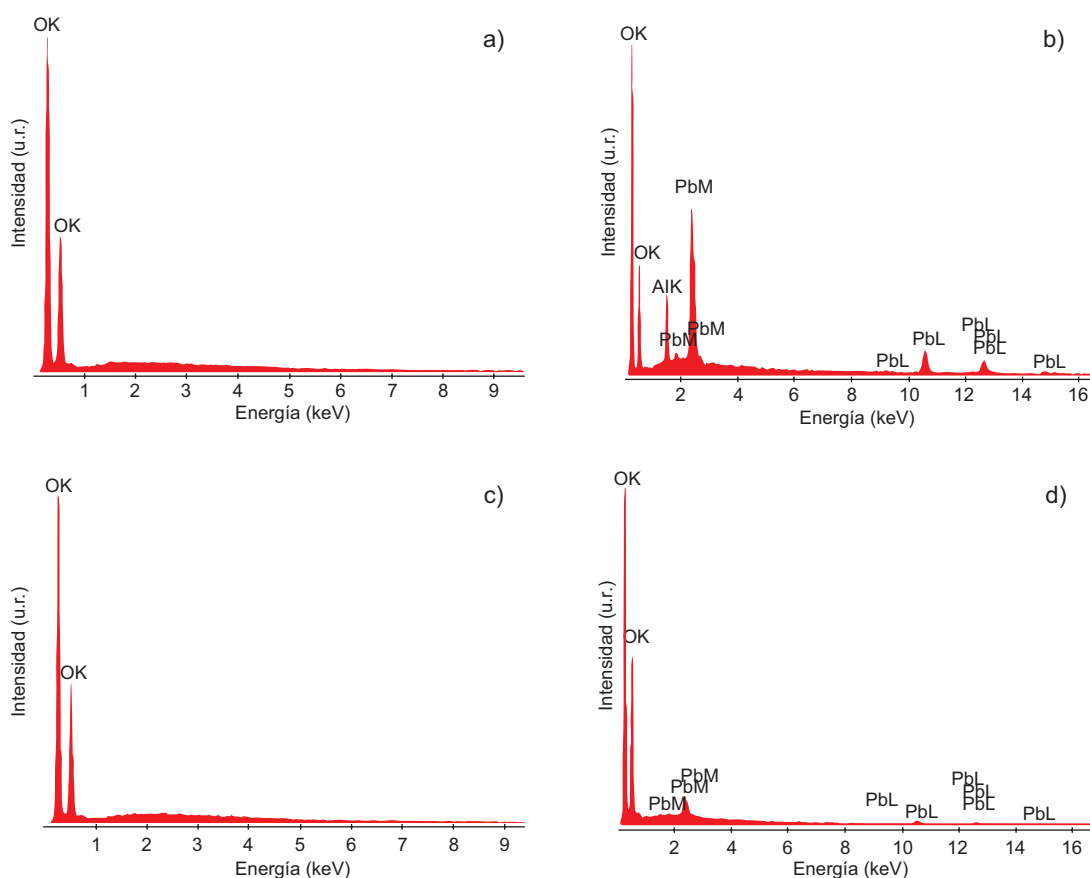 a)
OK
OK
Intensidad (u.r.)
1 2 3 4 5 6 7 8 9
Energía (keV)
b)
OK
PbM
OK
AlK
PbM
PbM
PbL
PbL
PbL
PbL
PbL
PbL
Intensidad (u.r.)
2 4 6 8 10 12 14 16
Energía (keV)
c)
OK
OK
Intensidad (u.r.)
1 2 3 4 5 6 7 8 9
Energía (keV)
d)
OK
OK
PbM
PbM
PbM
PbL
PbL
PbL
PbL
PbL
PbL
Intensidad (u.r.)
2 4 6 8 10 12 14 16
Energía (keV)